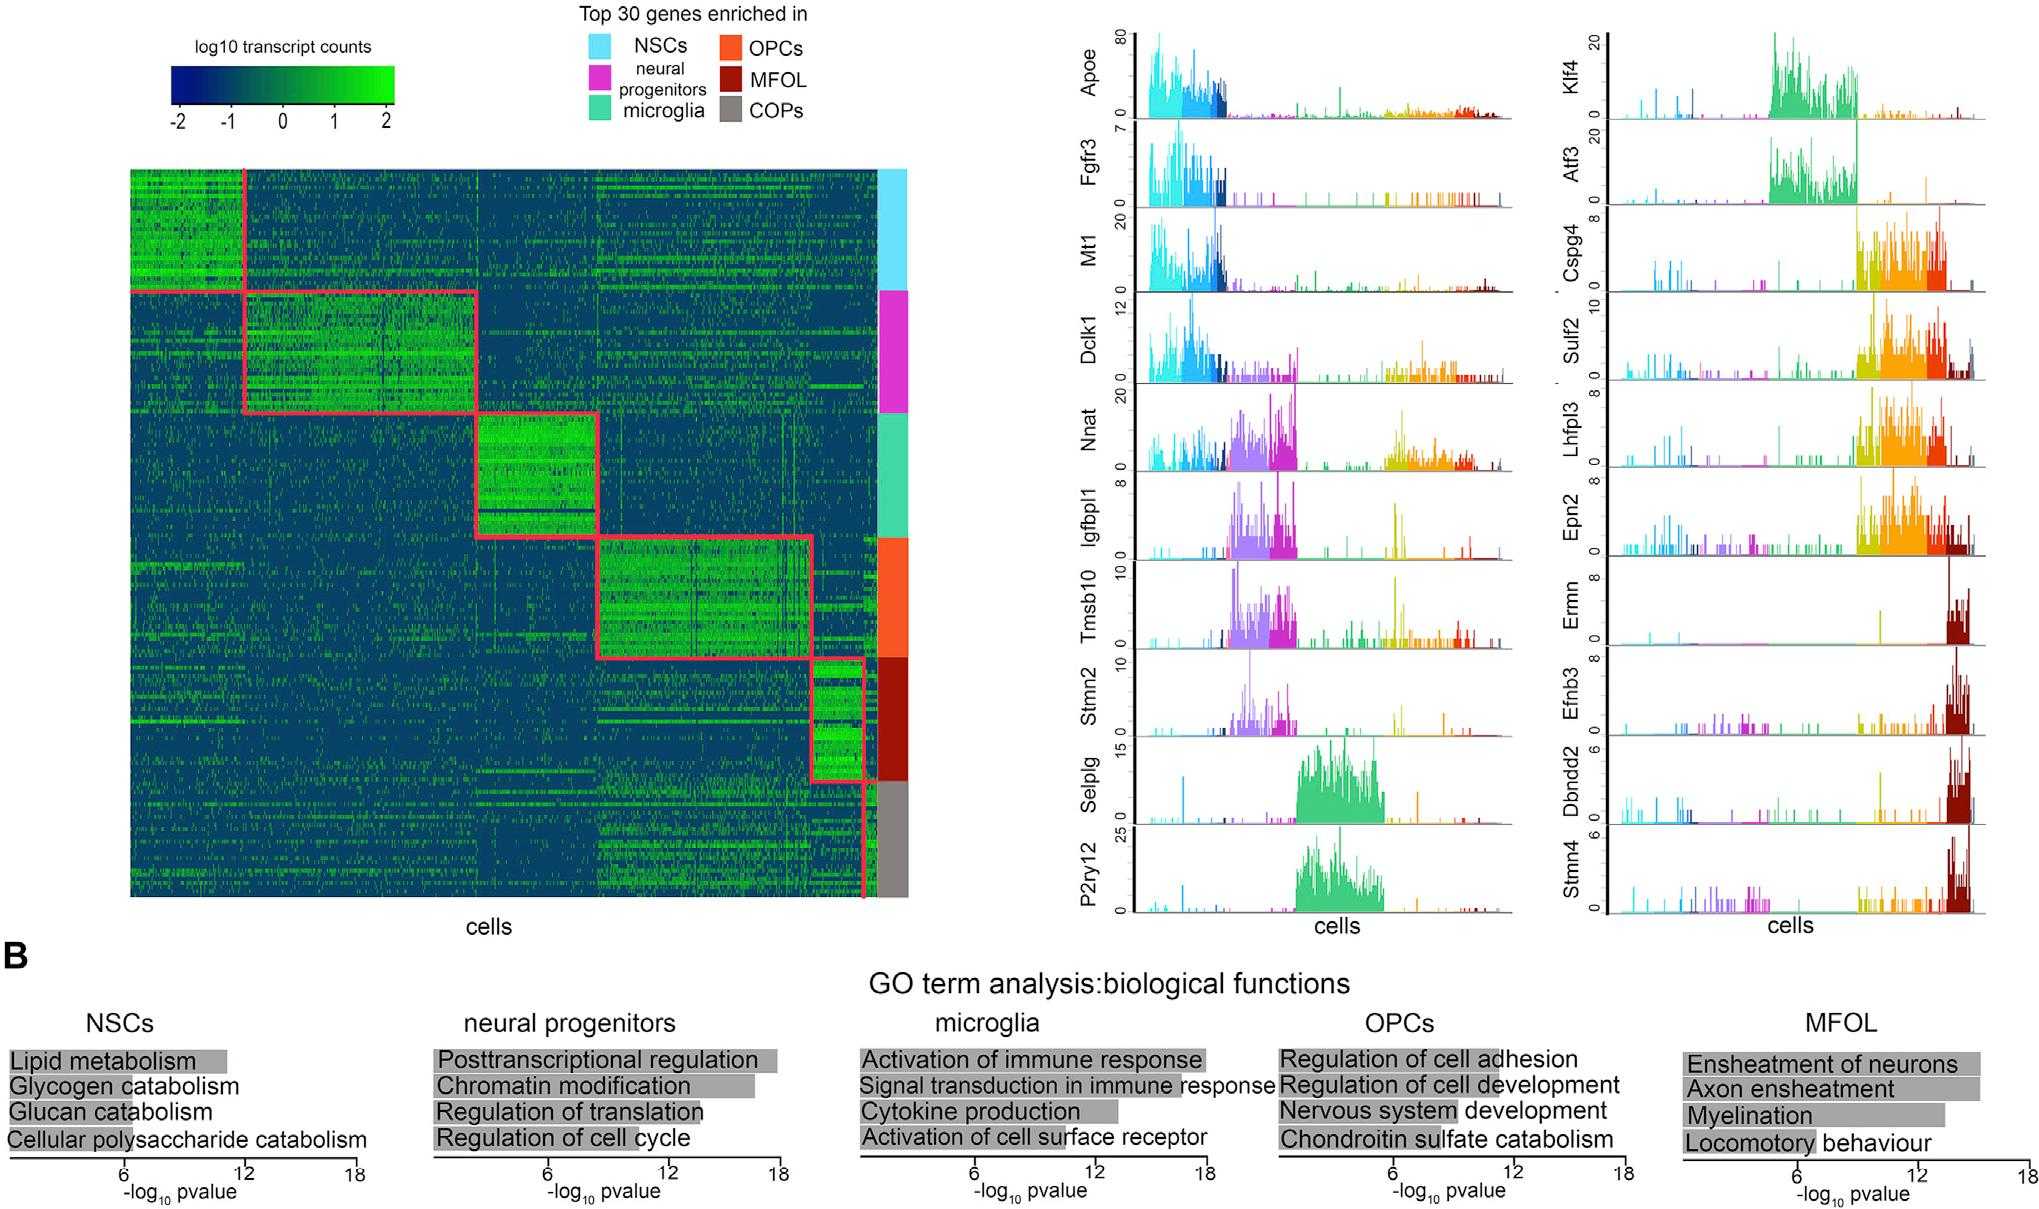 Top 30 genes enriched in
log10 transcript counts
-2 -1 0 1 2
NSCs
neural
progenitors
microglia
OPCs
MFOL
COPs
cells
Apoe
80
0
Fgfr3
7
0
Mt1
20
0
Dclk1
12
0
Nnat
20
0
Igfbpl1
8
0
Tmsb10
10
0
Stmn2
10
0
Selplg
15
0
P2ry12
25
0
cells
Klf4
20
0
Atf3
20
0
Cspg4
8
0
Sulf2
10
0
Lhfpl3
8
0
Epn2
8
0
Ermn
8
0
Efnb3
8
0
Dbndd2
6
0
Stmn4
6
0
cells
B
GO term analysis:biological functions
NSCs
Lipid metabolism
Glycogen catabolism
Glucan catabolism
Cellular polysaccharide catabolism
6 12 18
-log10 pvalue
neural progenitors
Posttranscriptional regulation
Chromatin modification
Regulation of translation
Regulation of cell cycle
6 12 18
-log10 pvalue
microglia
Activation of immune response
Signal transduction in immune response
Cytokine production
Activation of cell surface receptor
6 12 18
-log10 pvalue
OPCs
Regulation of cell adhesion
Regulation of cell development
Nervous system development
Chondroitin sulfate catabolism
6 12 18
-log10 pvalue
MFOL
Ensheatment of neurons
Axon ensheatment
Myelination
Locomotory behaviour
6 12 18
-log10 pvalue